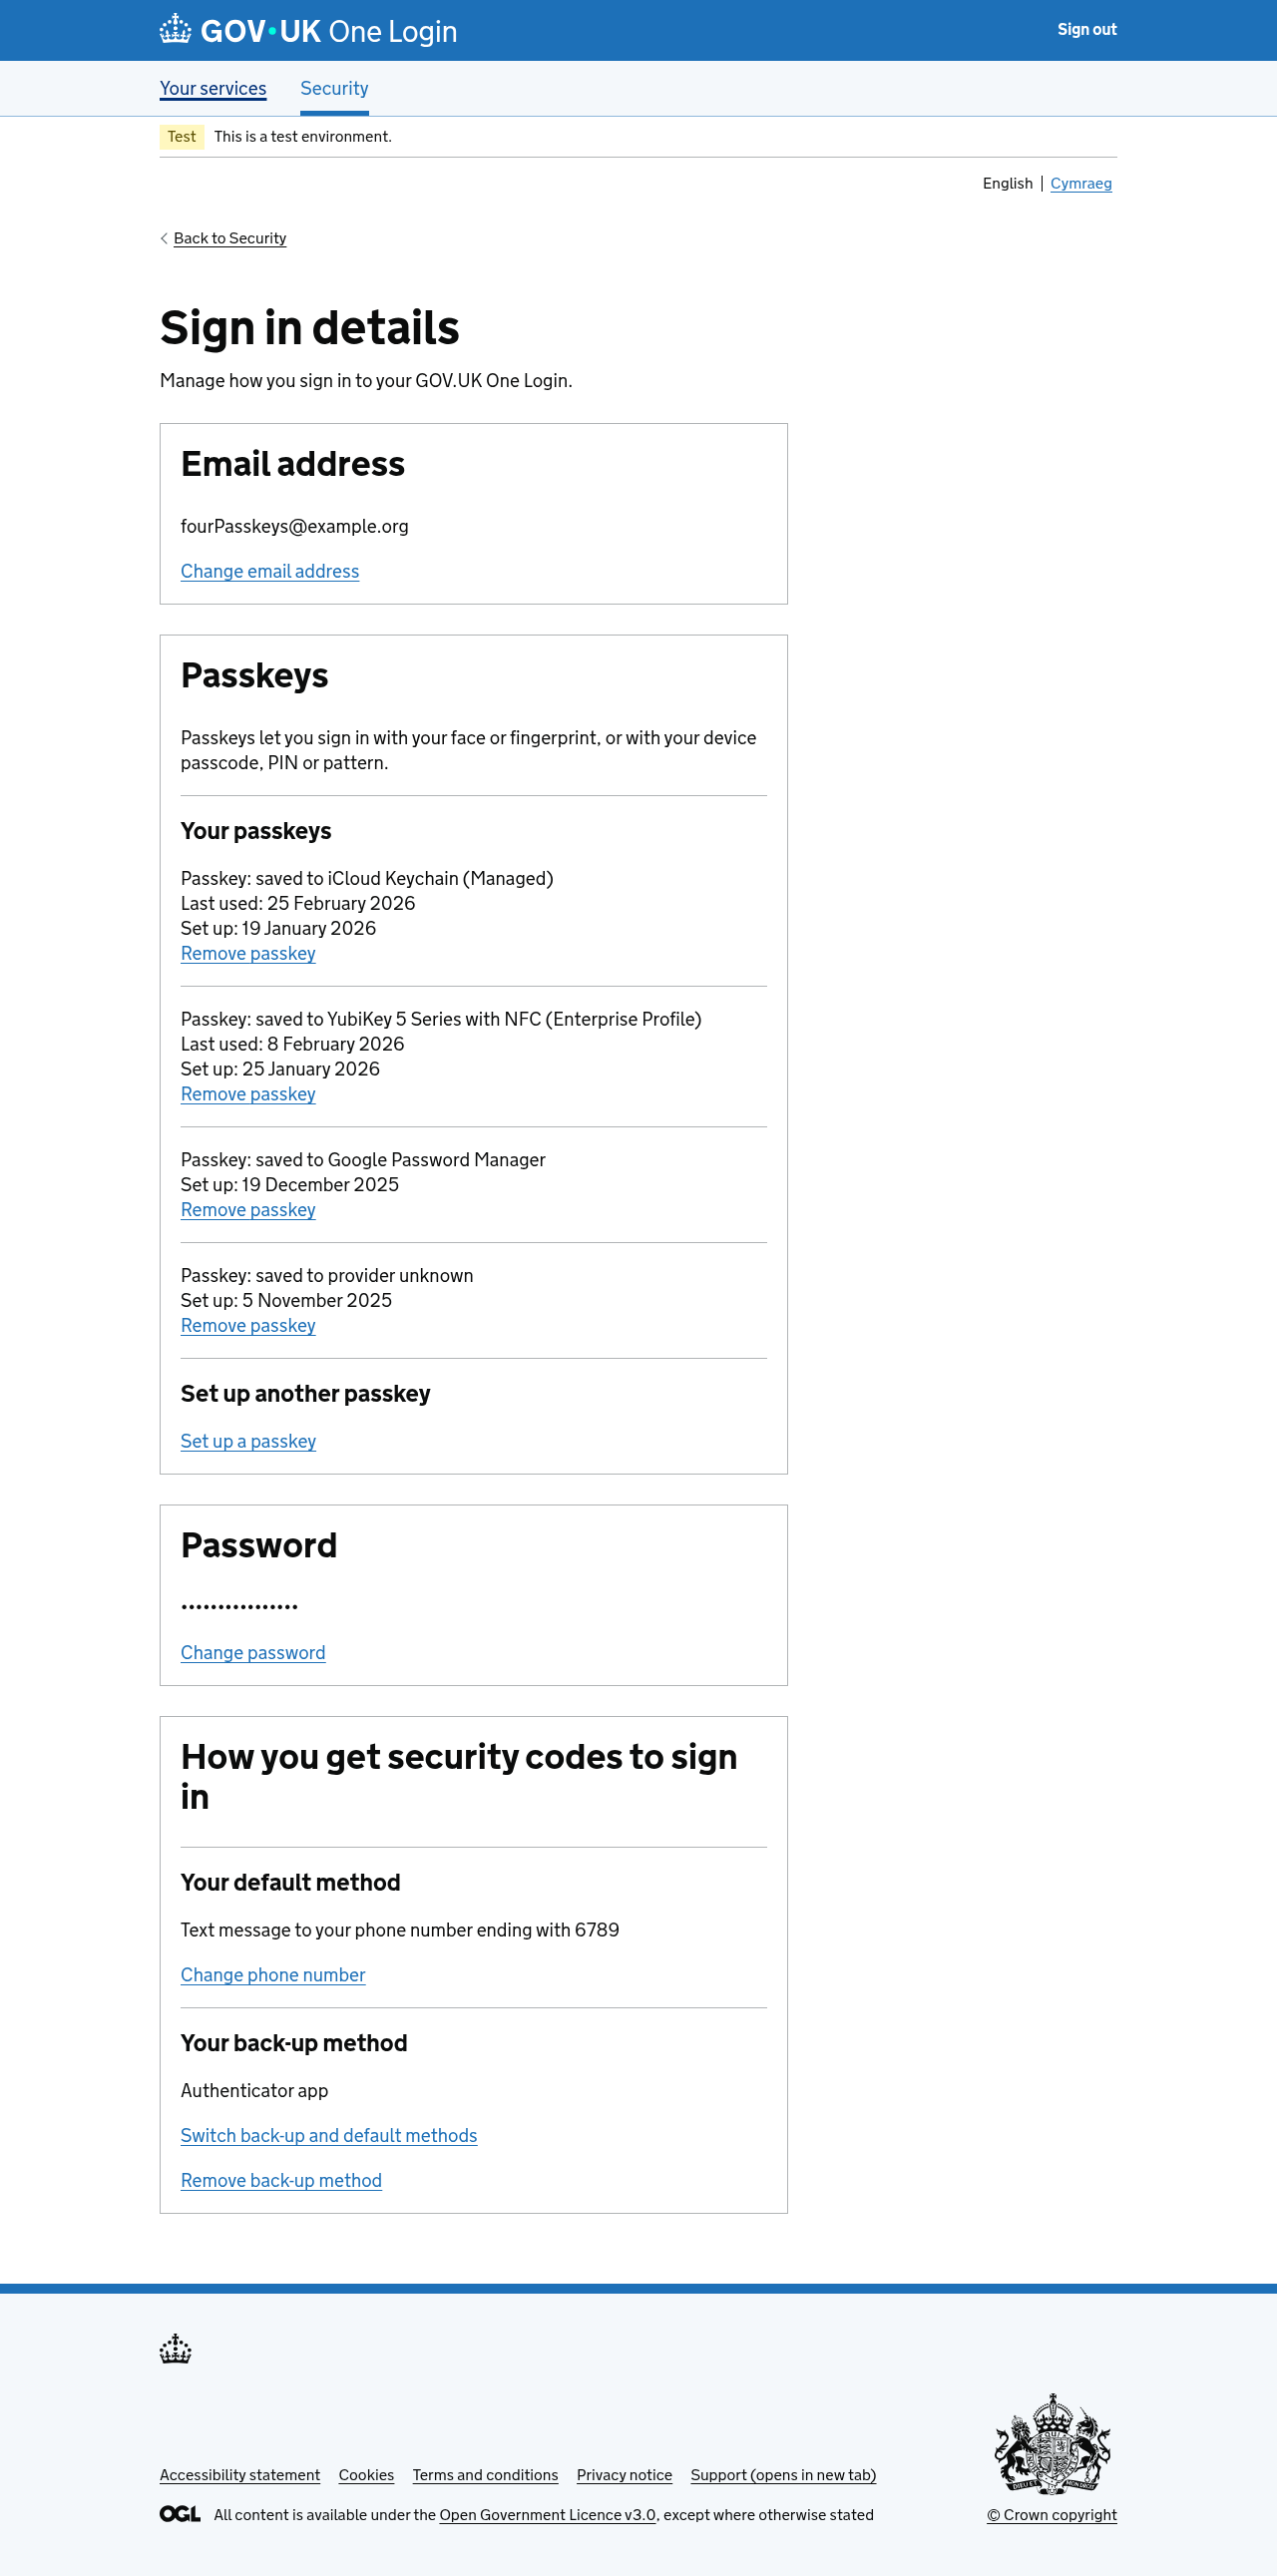 GOV•UK One Login
Sign out
Your services Security
Test This is a test environment.
English | Cymraeg
Back to Security
Sign in details
Manage how you sign in to your GOV.UK One Login.
Email address
fourPasskeys@example.org
Change email address
Passkeys
Passkeys let you sign in with your face or fingerprint, or with your device
passcode, PIN or pattern.
Your passkeys
Passkey: saved to iCloud Keychain (Managed)
Last used: 25 February 2026
Set up: 19 January 2026
Remove passkey
Passkey: saved to YubiKey 5 Series with NFC (Enterprise Profile)
Last used: 8 February 2026
Set up: 25 January 2026
Remove passkey
Passkey: saved to Google Password Manager
Set up: 19 December 2025
Remove passkey
Passkey: saved to provider unknown
Set up: 5 November 2025
Remove passkey
Set up another passkey
Set up a passkey
Password
••••••••••••••••
Change password
How you get security codes to sign
in
Your default method
Text message to your phone number ending with 6789
Change phone number
Your back-up method
Authenticator app
Switch back-up and default methods
Remove back-up method
Accessibility statement Cookies Terms and conditions Privacy notice Support (opens in new tab)
OGL All content is available under the Open Government Licence v3.0, except where otherwise stated
© Crown copyright